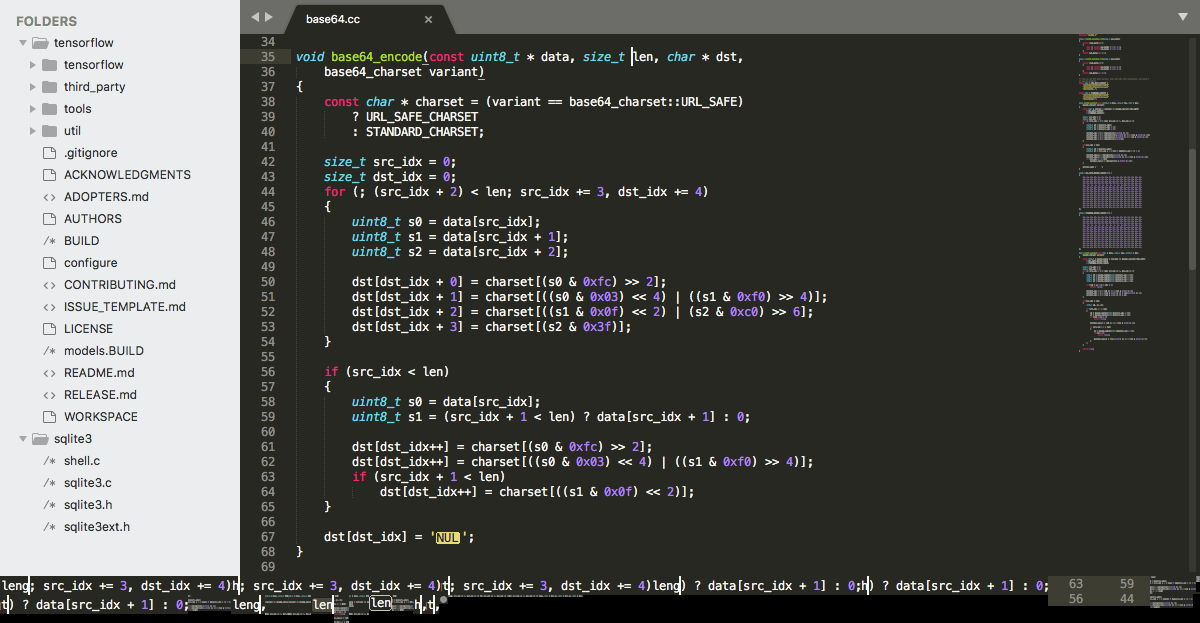 FOLDERS
tensorflow
tensorflow
third_party
tools
util
.gitignore
ACKNOWLEDGMENTS
<> ADOPTERS.md
AUTHORS
/* BUILD
configure
<> CONTRIBUTING.md
<> ISSUE_TEMPLATE.md
LICENSE
/* models.BUILD
<> README.md
<> RELEASE.md
WORKSPACE
sqlite3
/* shell.c
/* sqlite3.c
/* sqlite3.h
/* sqlite3ext.h
base64.cc ×
34
35 void base64_encode(const uint8_t * data, size_t len, char * dst,
36 base64_charset variant)
37 {
38 const char * charset = (variant == base64_charset::URL_SAFE)
39 ? URL_SAFE_CHARSET
40 : STANDARD_CHARSET;
41
42 size_t src_idx = 0;
43 size_t dst_idx = 0;
44 for (; (src_idx + 2) < len; src_idx += 3, dst_idx += 4)
45 {
46 uint8_t s0 = data[src_idx];
47 uint8_t s1 = data[src_idx + 1];
48 uint8_t s2 = data[src_idx + 2];
49
50 dst[dst_idx + 0] = charset[(s0 & 0xfc) >> 2];
51 dst[dst_idx + 1] = charset[((s0 & 0x03) << 4) | ((s1 & 0xf0) >> 4)];
52 dst[dst_idx + 2] = charset[((s1 & 0x0f) << 2) | (s2 & 0xc0) >> 6];
53 dst[dst_idx + 3] = charset[(s2 & 0x3f)];
54 }
55
56 if (src_idx < len)
57 {
58 uint8_t s0 = data[src_idx];
59 uint8_t s1 = (src_idx + 1 < len) ? data[src_idx + 1] : 0;
60
61 dst[dst_idx++] = charset[(s0 & 0xfc) >> 2];
62 dst[dst_idx++] = charset[((s0 & 0x03) << 4) | ((s1 & 0xf0) >> 4)];
63 if (src_idx + 1 < len)
64 dst[dst_idx++] = charset[((s1 & 0x0f) << 2)];
65 }
66
67 dst[dst_idx] = 'NUL';
68 }
69
leng; src_idx += 3, dst_idx += 4)h; src_idx += 3, dst_idx += 4)t; src_idx += 3, dst_idx += 4)leng) ? data[src_idx + 1] : 0;h) ? data[src_idx + 1] : 0; 63 59
t) ? data[src_idx + 1] : 0; leng, len len h,t, 56 44